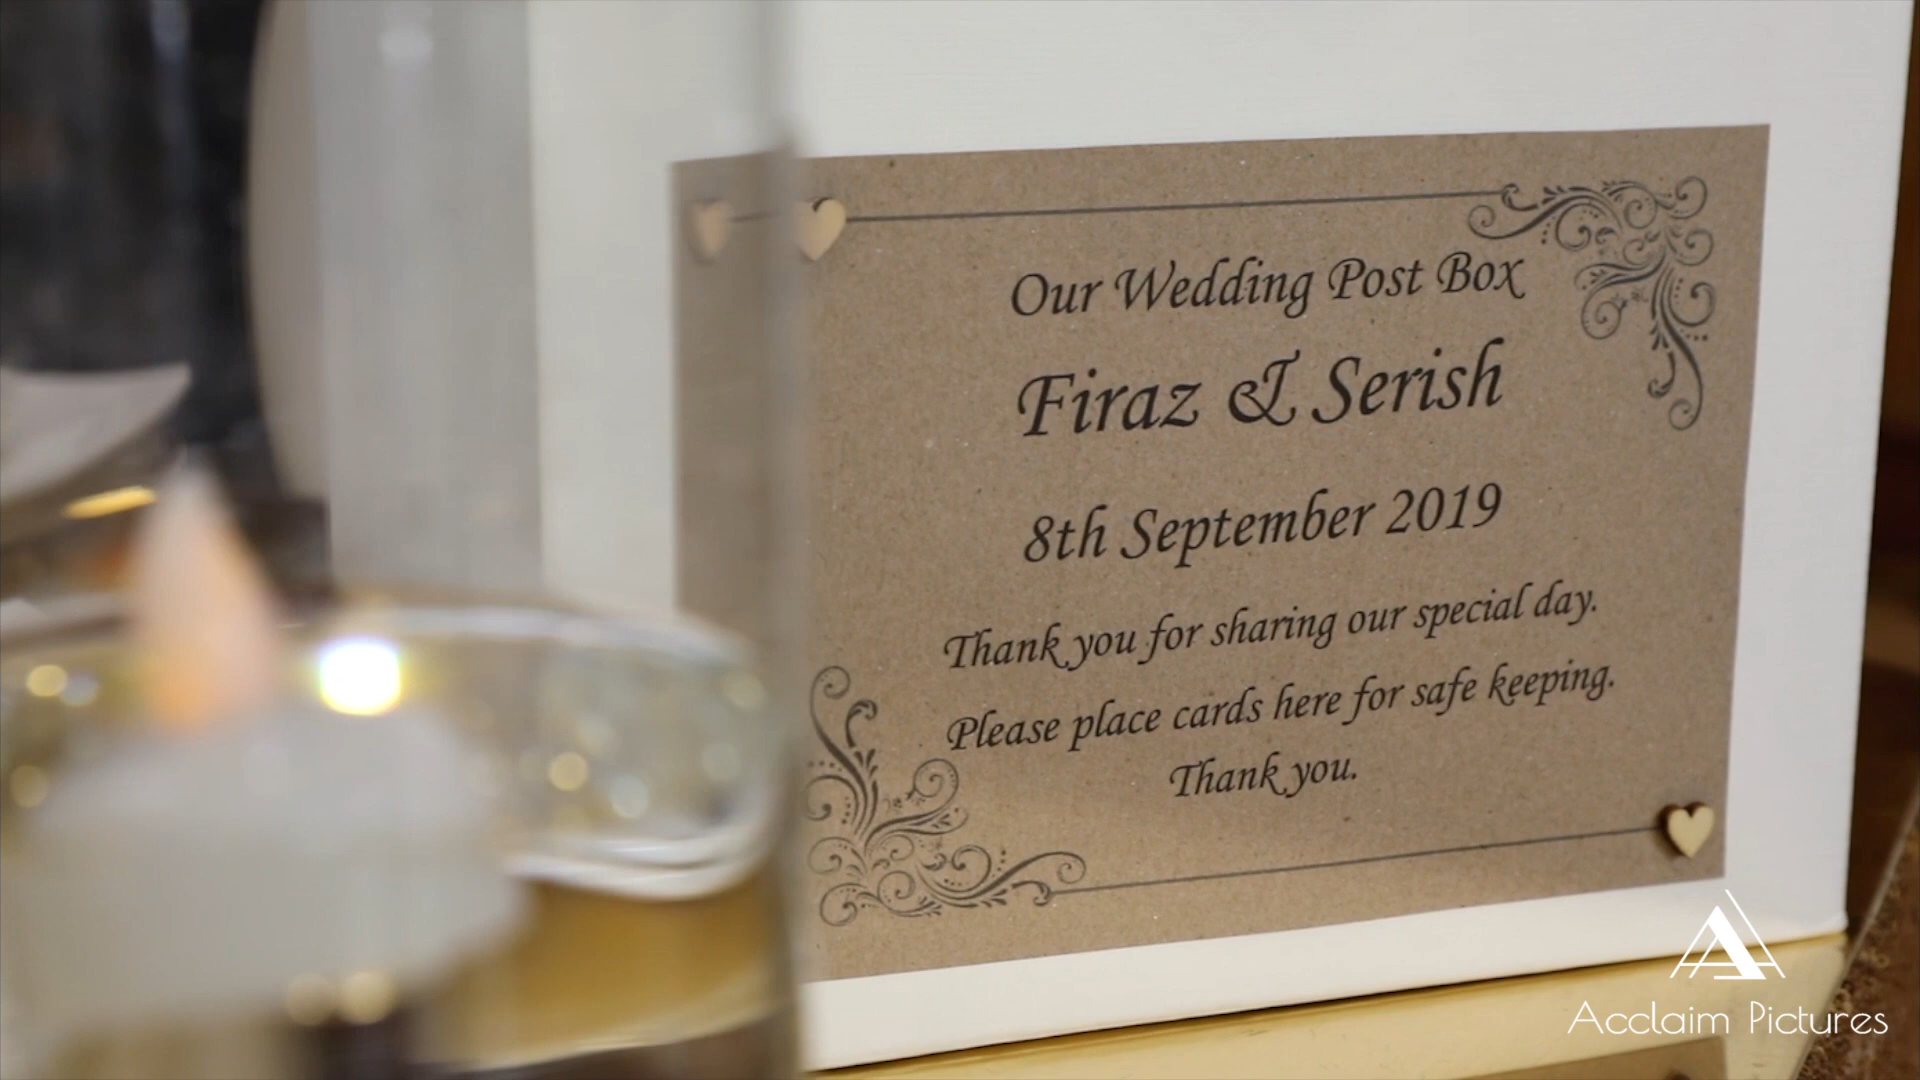 Our Wedding Post Box
Firaz & Serish
8th September 2019
Thank you for sharing our special day.
Please place cards here for safe keeping.
Thank you.
Acclaim Pictures